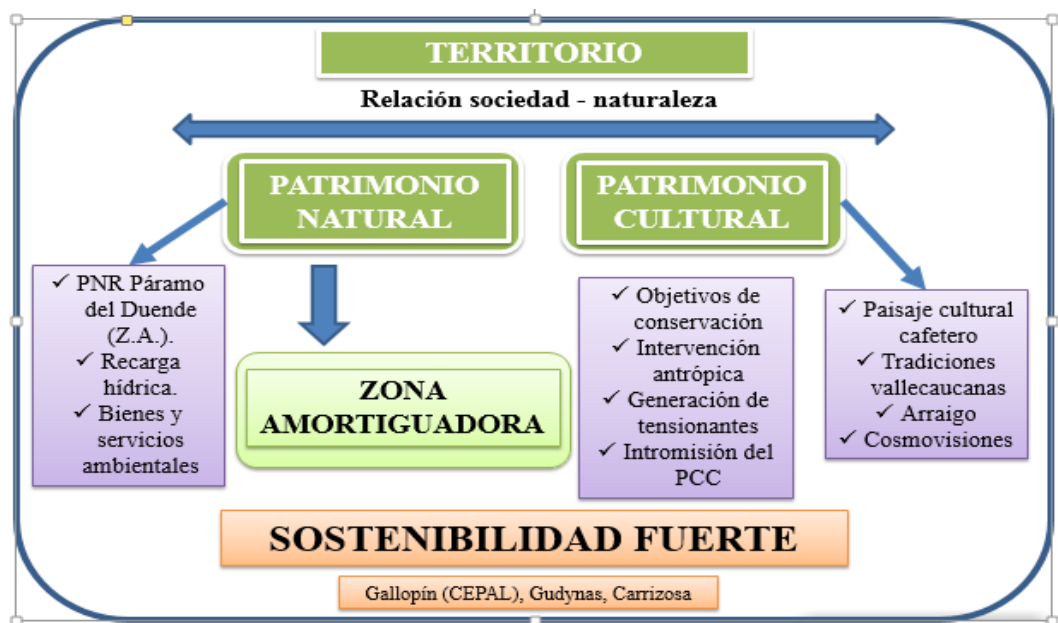 TERRITORIO
Relación sociedad - naturaleza
PATRIMONIO
NATURAL
PATRIMONIO
CULTURAL
✓ PNR Páramo
del Duende
(Z.A.).
✓ Recarga
hídrica.
✓ Bienes y
servicios
ambientales
ZONA
AMORTIGUADORA
✓ Objetivos de
conservación
✓ Intervención
antrópica
✓ Generación de
tensionantes
✓ Intromisión del
PCC
✓ Paisaje cultural
cafetero
✓ Tradiciones
vallecaucanas
✓ Arraigo
✓ Cosmovisiones
SOSTENIBILIDAD FUERTE
Gallopín (CEPAL), Gudynas, Carrizosa